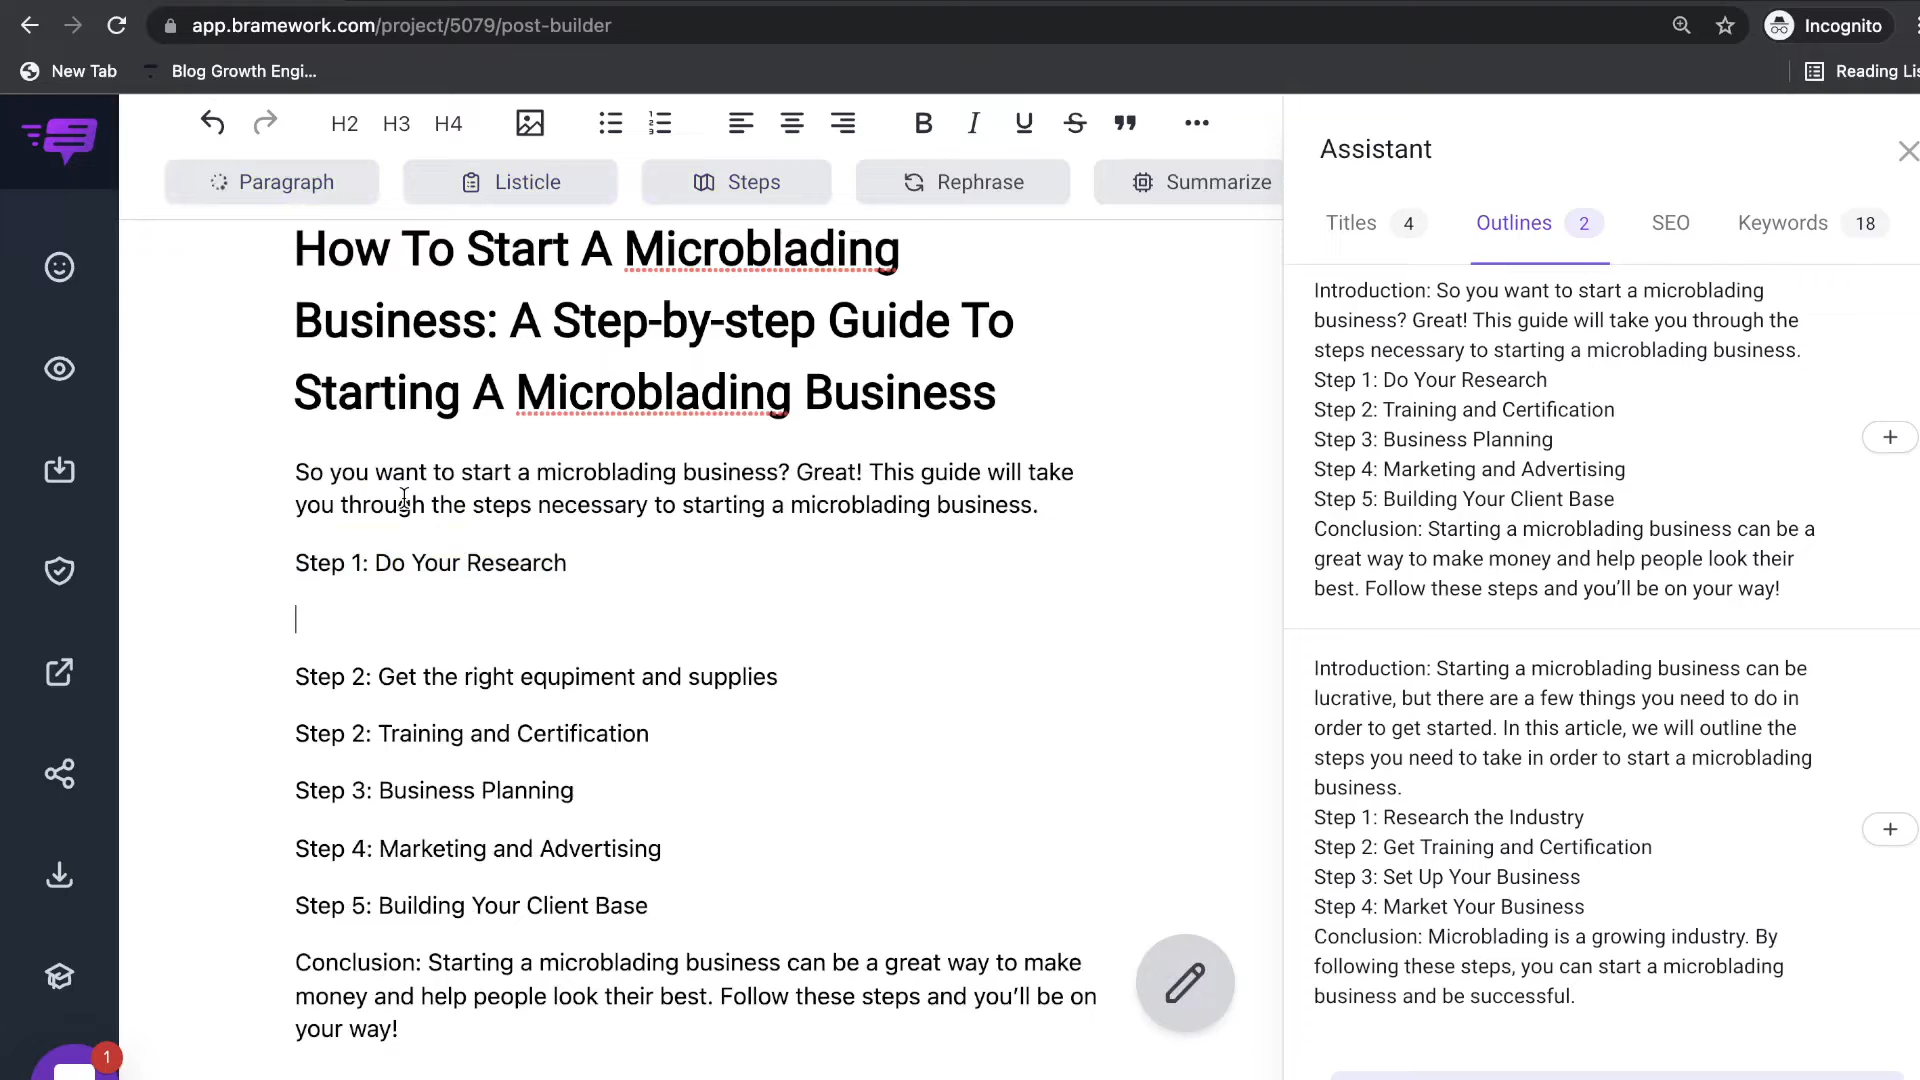 app.bramework.com/project/5079/post-builder
Incognito
New Tab
Blog Growth Engi...
Reading Lis
H2 H3 H4
Paragraph
Listicle
Steps
Rephrase
Summarize
How To Start A Microblading
Business: A Step-by-step Guide To
Starting A Microblading Business
So you want to start a microblading business? Great! This guide will take
you through the steps necessary to starting a microblading business.
Step 1: Do Your Research
Step 2: Get the right equpiment and supplies
Step 2: Training and Certification
Step 3: Business Planning
Step 4: Marketing and Advertising
Step 5: Building Your Client Base
Conclusion: Starting a microblading business can be a great way to make
money and help people look their best. Follow these steps and you’ll be on
your way!
1
Assistant
Titles 4
Outlines 2
SEO
Keywords 18
Introduction: So you want to start a microblading
business? Great! This guide will take you through the
steps necessary to starting a microblading business.
Step 1: Do Your Research
Step 2: Training and Certification
Step 3: Business Planning
Step 4: Marketing and Advertising
Step 5: Building Your Client Base
Conclusion: Starting a microblading business can be a
great way to make money and help people look their
best. Follow these steps and you’ll be on your way!
Introduction: Starting a microblading business can be
lucrative, but there are a few things you need to do in
order to get started. In this article, we will outline the
steps you need to take in order to start a microblading
business.
Step 1: Research the Industry
Step 2: Get Training and Certification
Step 3: Set Up Your Business
Step 4: Market Your Business
Conclusion: Microblading is a growing industry. By
following these steps, you can start a microblading
business and be successful.